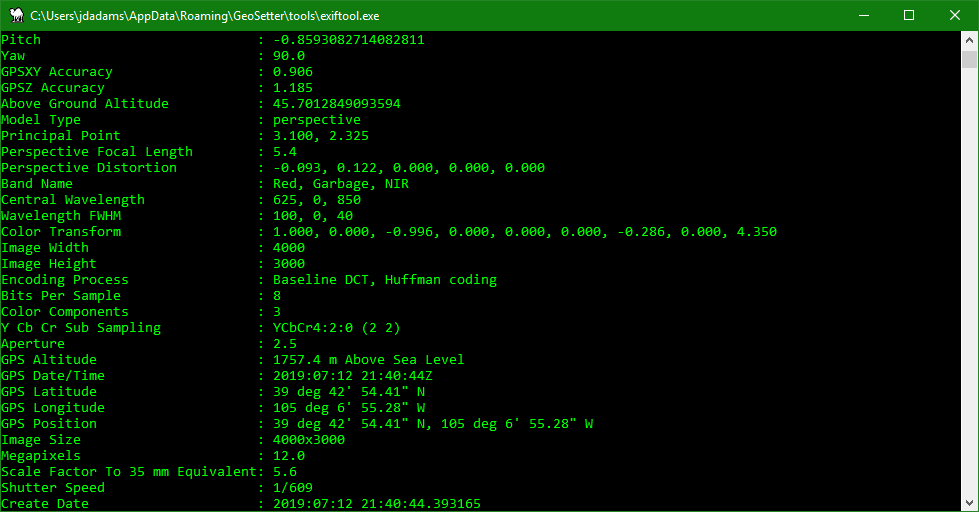 C:\Users\jdadams\AppData\Roaming\GeoSetter\tools\exiftool.exe
Pitch : -0.8593082714082811
Yaw : 90.0
GPSXY Accuracy : 0.906
GPSZ Accuracy : 1.185
Above Ground Altitude : 45.7012849093594
Model Type : perspective
Principal Point : 3.100, 2.325
Perspective Focal Length : 5.4
Perspective Distortion : -0.093, 0.122, 0.000, 0.000, 0.000
Band Name : Red, Garbage, NIR
Central Wavelength : 625, 0, 850
Wavelength FWHM : 100, 0, 40
Color Transform : 1.000, 0.000, -0.996, 0.000, 0.000, 0.000, -0.286, 0.000, 4.350
Image Width : 4000
Image Height : 3000
Encoding Process : Baseline DCT, Huffman coding
Bits Per Sample : 8
Color Components : 3
Y Cb Cr Sub Sampling : YCbCr4:2:0 (2 2)
Aperture : 2.5
GPS Altitude : 1757.4 m Above Sea Level
GPS Date/Time : 2019:07:12 21:40:44Z
GPS Latitude : 39 deg 42' 54.41" N
GPS Longitude : 105 deg 6' 55.28" W
GPS Position : 39 deg 42' 54.41" N, 105 deg 6' 55.28" W
Image Size : 4000x3000
Megapixels : 12.0
Scale Factor To 35 mm Equivalent: 5.6
Shutter Speed : 1/609
Create Date : 2019:07:12 21:40:44.393165